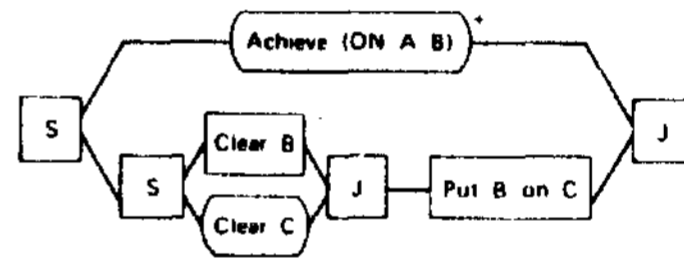 Achieve (ON A B) +
S
Clear B
S
J
Put B on C
J
Clear C